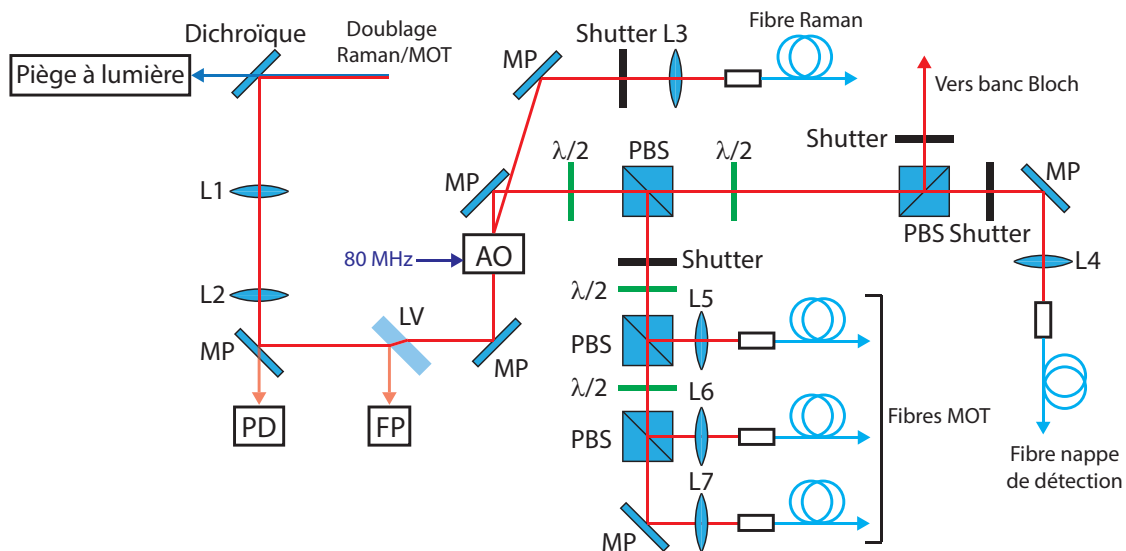 Dichroïque
Doublage
Raman/MOT
Piège à lumière
MP
Shutter L3
Fibre Raman
Vers banc Bloch
Shutter
λ/2
PBS
λ/2
MP
MP
L1
PBS Shutter
80 MHz
AO
Shutter
L4
L2
λ/2
L5
LV
MP
MP
PBS
λ/2
L6
Fibres MOT
PD
FP
PBS
Fibre nappe
de détection
L7
MP